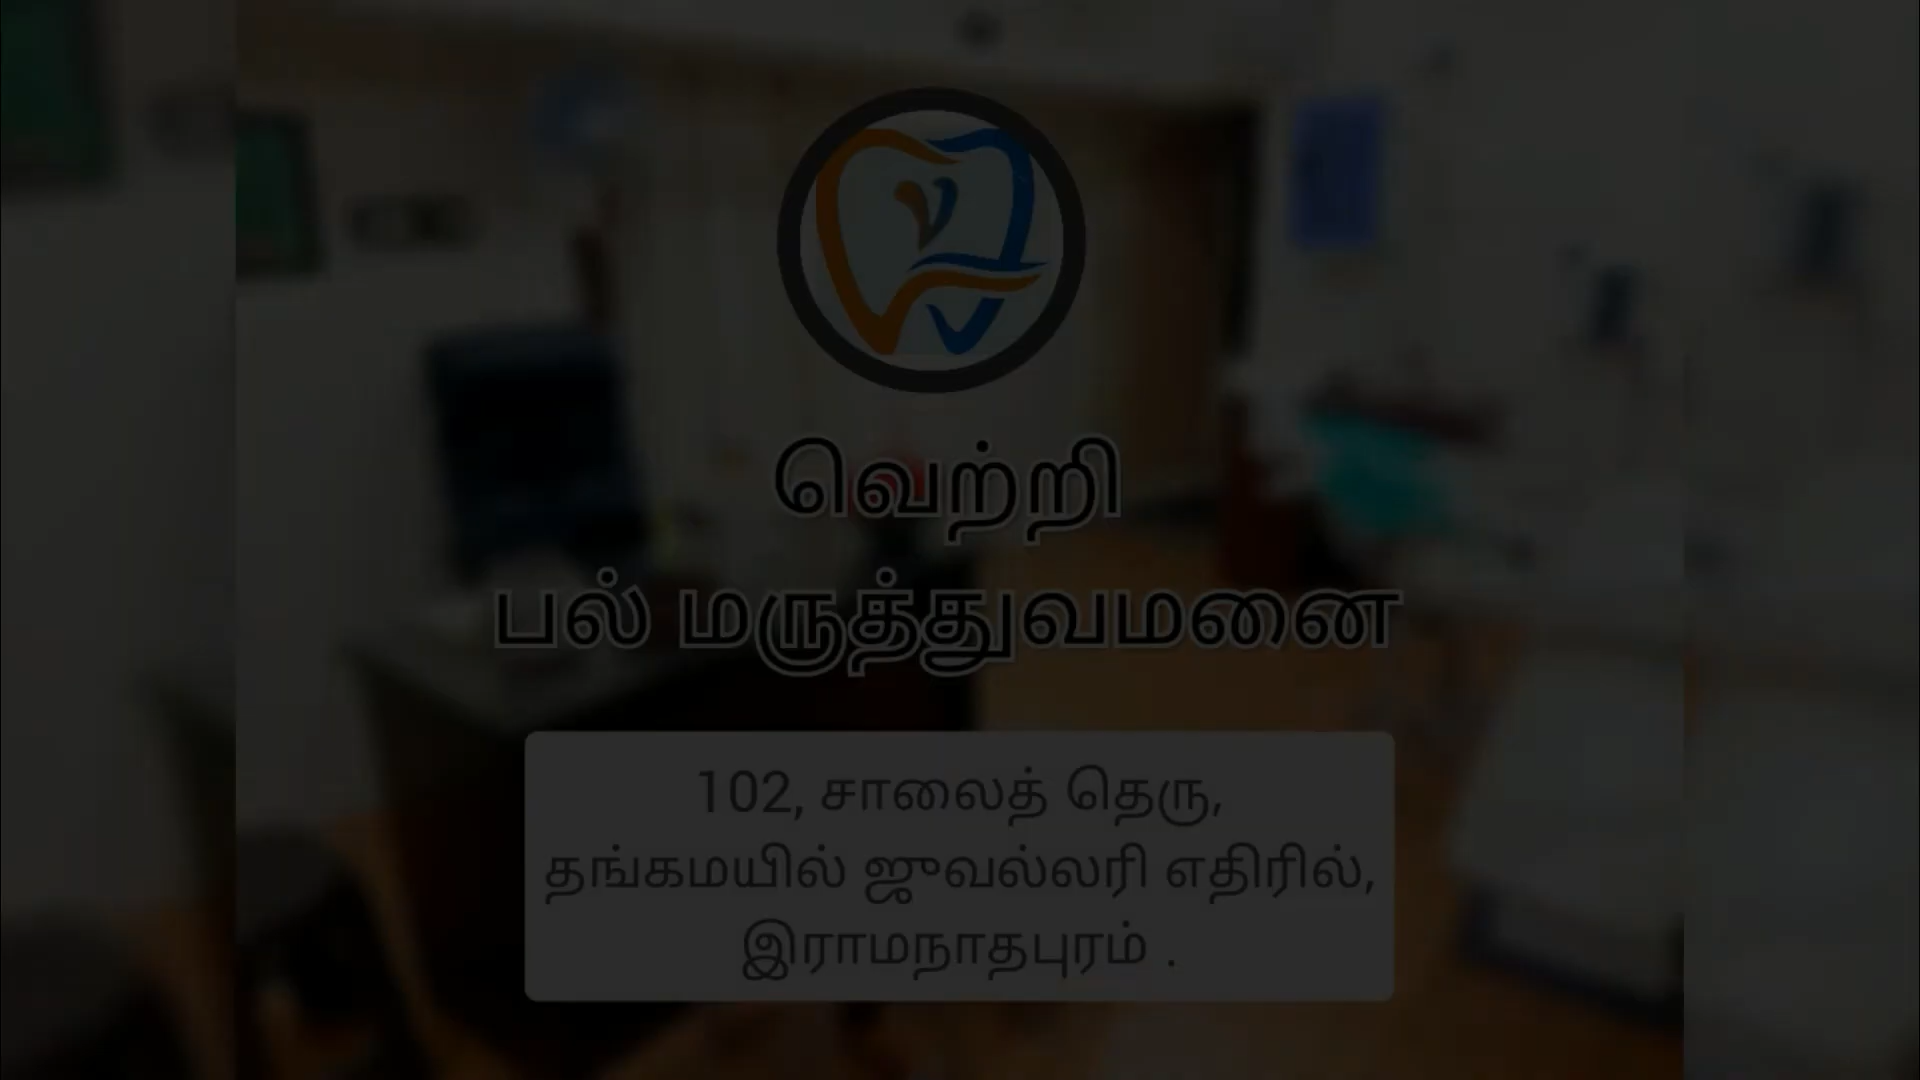 வெற்றி
பல் மருத்துவமனை
102, சாலைத் தெரு,
தங்கமயில் ஜுவல்லரி எதிரில்,
இராமநாதபுரம் .